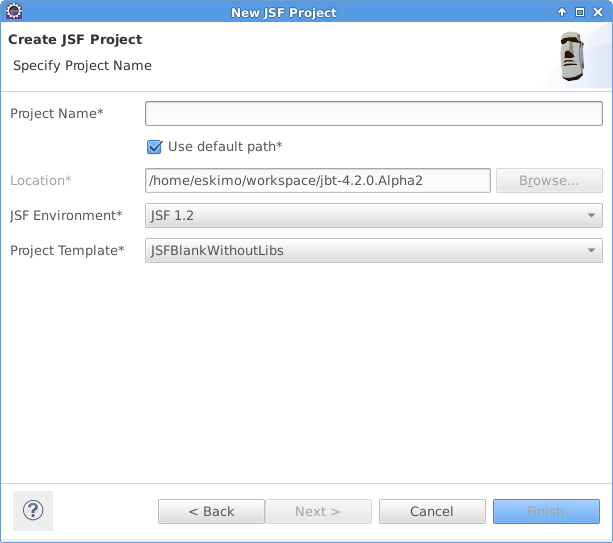 New JSF Project
Create JSF Project
Specify Project Name
Project Name*
Use default path*
Location* /home/eskimo/workspace/jbt-4.2.0.Alpha2 Browse...
JSF Environment* JSF 1.2
Project Template* JSFBlankWithoutLibs
? < Back Next > Cancel Finish